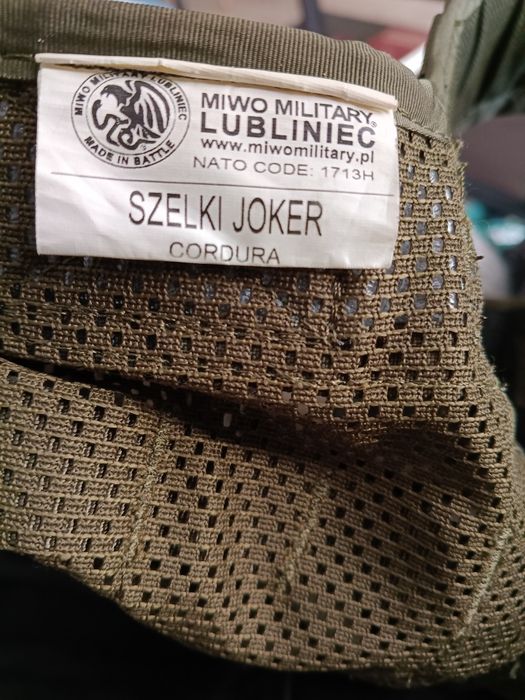 MIWO MILITARY LUBLINIEC
MADE IN BATTLE
MIWO MILITARY®
LUBLINIEC
www.miwomilitary.pl
NATO CODE: 1713H
SZELKI JOKER
CORDURA